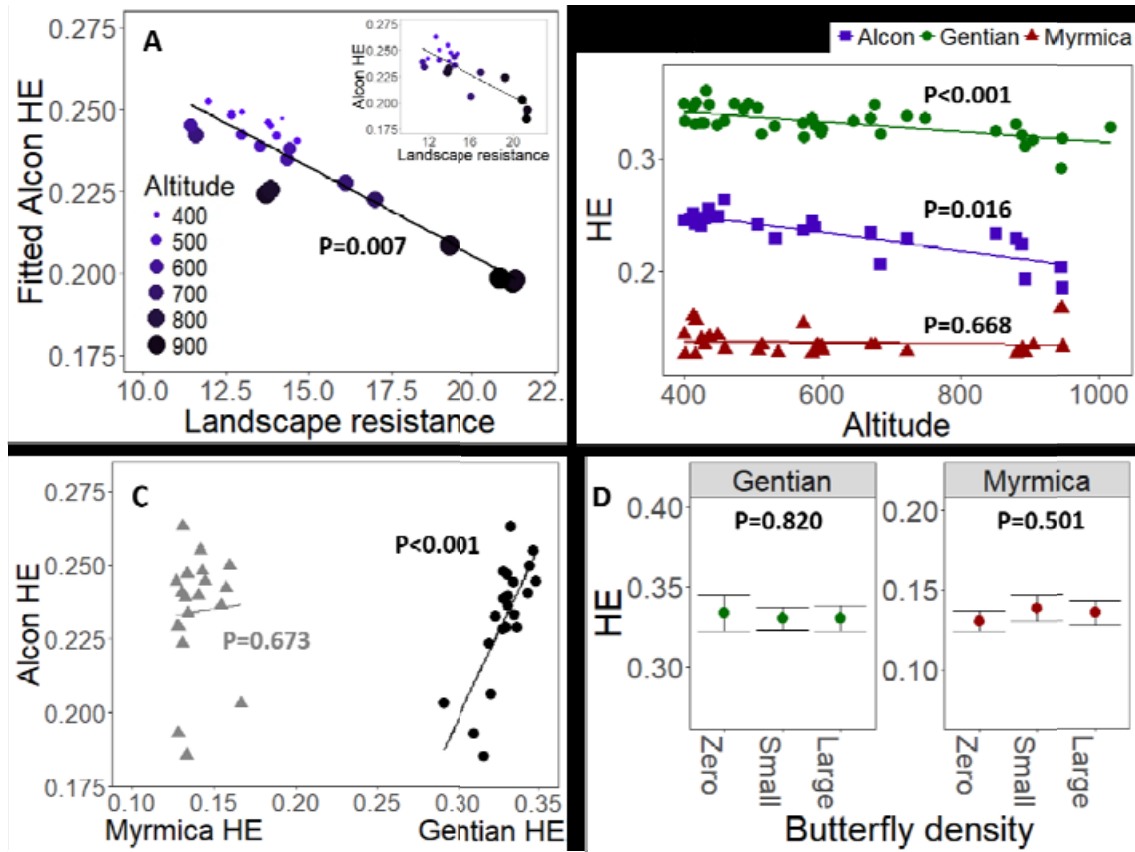 A
0.250
0.225
0.200
0.175
Alcon HE
12 16 20
Landscape resistance
0.275
0.250
0.225
0.200
0.175
Fitted Alcon HE
Altitude
400
500
600
700
800
900
P=0.007
10.0 12.5 15.0 17.5 20.0 22.
Landscape resistance
Alcon Gentian Myrmica
P<0.001
P=0.016
P=0.668
0.3
0.2
HE
400 600 800 1000
Altitude
C
0.275
0.250
0.225
0.200
0.175
Alcon HE
P<0.001
P=0.673
0.10 0.15 0.20 0.25 0.30 0.35
Myrmica HE Gentian HE
D
Gentian Myrmica
P=0.820 P=0.501
0.40
0.35
0.30
0.20
0.15
0.10
HE
Zero Small Large Zero Small Large
Butterfly density